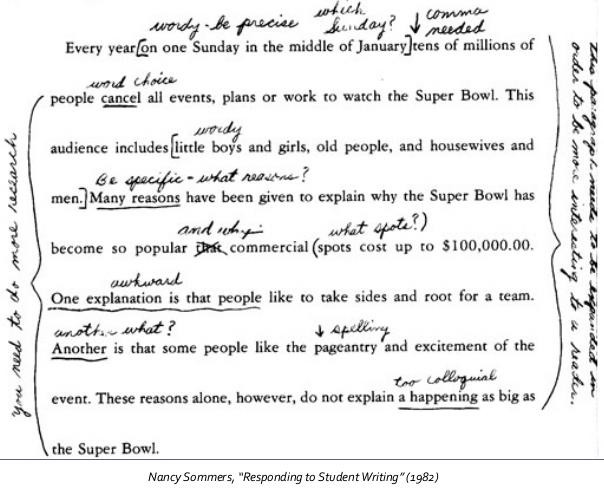 wordy - be precise which Sunday? comma needed
Every year [on one Sunday in the middle of January] tens of millions of
word choice
people cancel all events, plans or work to watch the Super Bowl. This
wordy
audience includes [little boys and girls, old people, and housewives and
Be specific - what reasons?
men.] Many reasons have been given to explain why the Super Bowl has
and why what spots?)
become so popular that commercial (spots cost up to $100,000.00.
awkward
One explanation is that people like to take sides and root for a team.
another what? spelling
Another is that some people like the pageantry and excitement of the
too colloquial
event. These reasons alone, however, do not explain a happening as big as
the Super Bowl.
you need to do more research
This paragraph needs to be expanded in
order to be more interesting to a reader.
Nancy Sommers, "Responding to Student Writing" (1982)